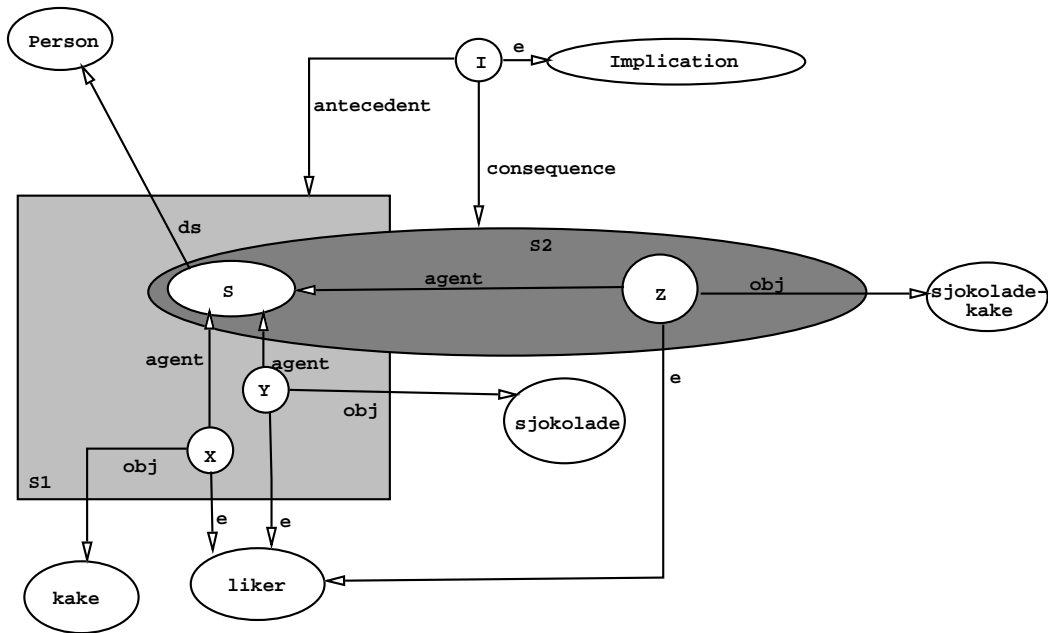 Person
I
e
Implication
antecedent
consequence
ds
S2
S
agent
Z
obj
sjokolade-
kake
agent
agent
Y
obj
e
sjokolade
X
obj
S1
e
e
kake
liker